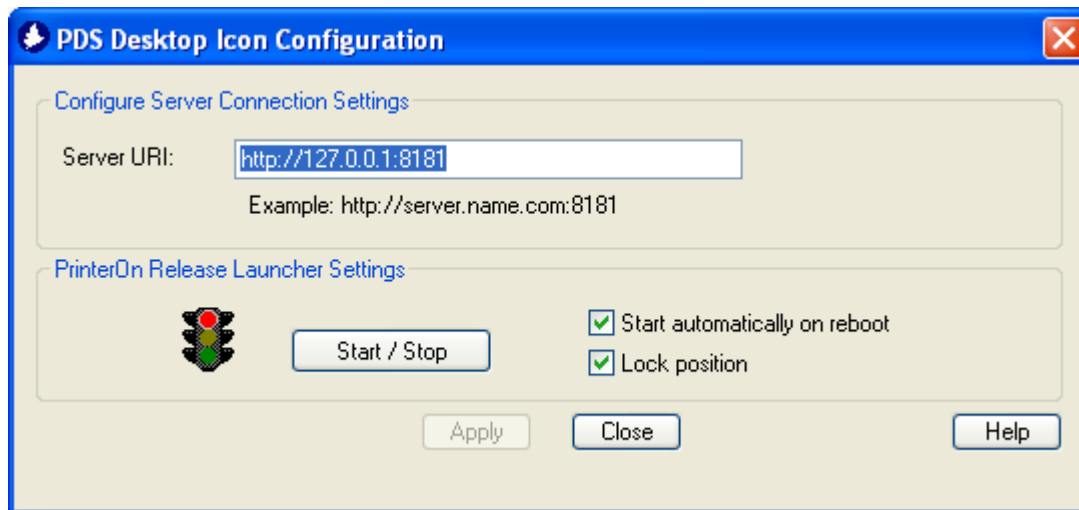 PDS Desktop Icon Configuration
Configure Server Connection Settings
Server URI: http://127.0.0.1:8181
Example: http://server.name.com:8181
PrinterOn Release Launcher Settings
Start / Stop
Start automatically on reboot
Lock position
Apply Close Help